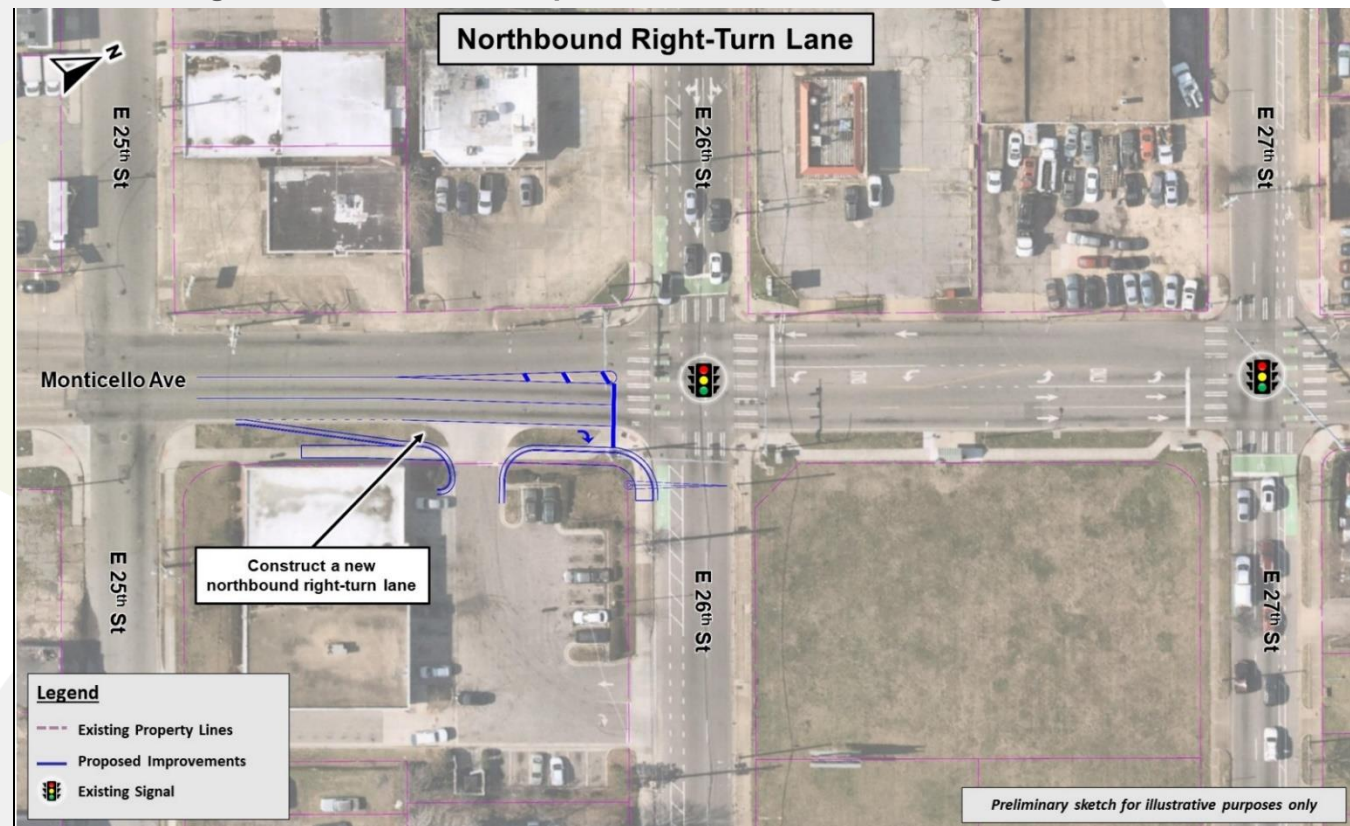 Northbound Right-Turn Lane
N
E 25th St
E 26th St
E 27th St
Monticello Ave
Construct a new
northbound right-turn lane
E 25th St
E 26th St
E 27th St
Legend
Existing Property Lines
Proposed Improvements
Existing Signal
Preliminary sketch for illustrative purposes only